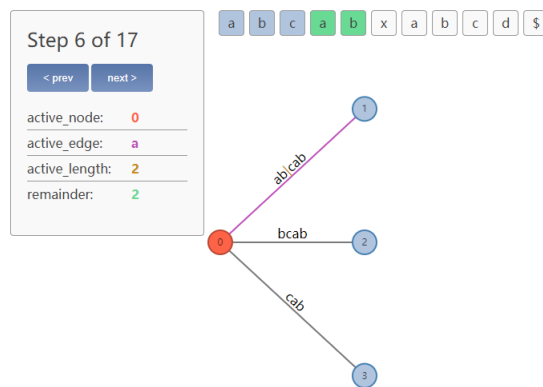 Step 6 of 17
< prev next >
active_node: 0
active_edge: a
active_length: 2
remainder: 2
a b c a b x a b c d $
1
ab|cab
0
bcab
2
cab
3